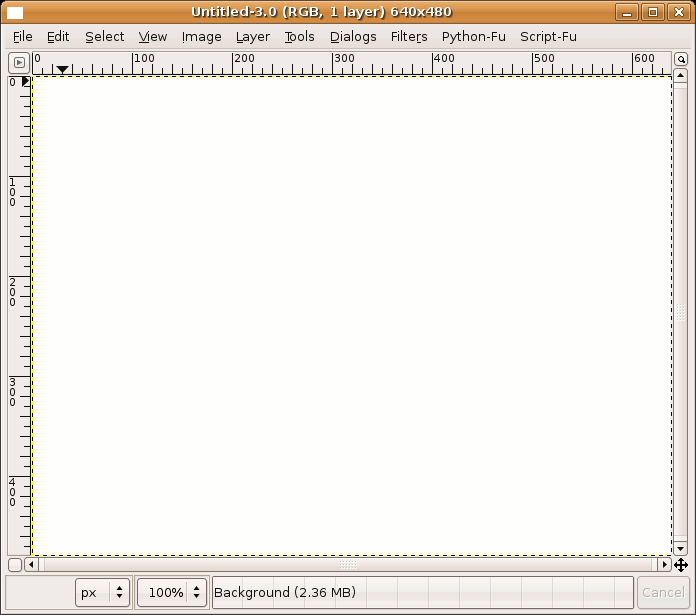 Untitled-3.0 (RGB, 1 layer) 640x480
File Edit Select View Image Layer Tools Dialogs Filters Python-Fu Script-Fu
0 100 200 300 400 500 600
0
100
200
300
400
px 100% Background (2.36 MB) Cancel